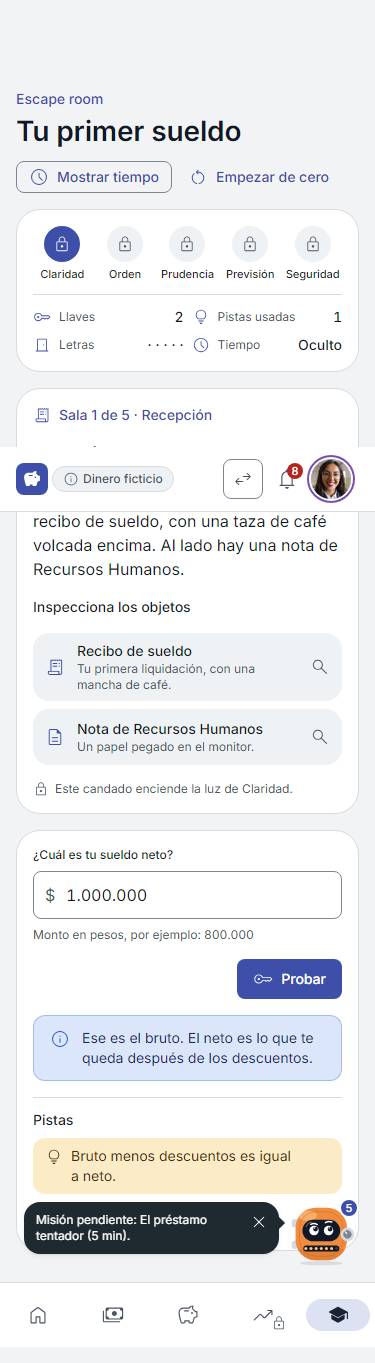 Escape room
Tu primer sueldo
Mostrar tiempo
Empezar de cero
Claridad
Orden
Prudencia
Previsión
Seguridad
Llaves
2
Pistas usadas
1
Letras
· · · · ·
Tiempo
Oculto
Sala 1 de 5 · Recepción
Dinero ficticio
8
recibo de sueldo, con una taza de café
volcada encima. Al lado hay una nota de
Recursos Humanos.
Inspecciona los objetos
Recibo de sueldo
Tu primera liquidación, con una
mancha de café.
Nota de Recursos Humanos
Un papel pegado en el monitor.
Este candado enciende la luz de Claridad.
¿Cuál es tu sueldo neto?
$ 1.000.000
Monto en pesos, por ejemplo: 800.000
Probar
Ese es el bruto. El neto es lo que te
queda después de los descuentos.
Pistas
Bruto menos descuentos es igual
a neto.
Misión pendiente: El préstamo
tentador (5 min).
5